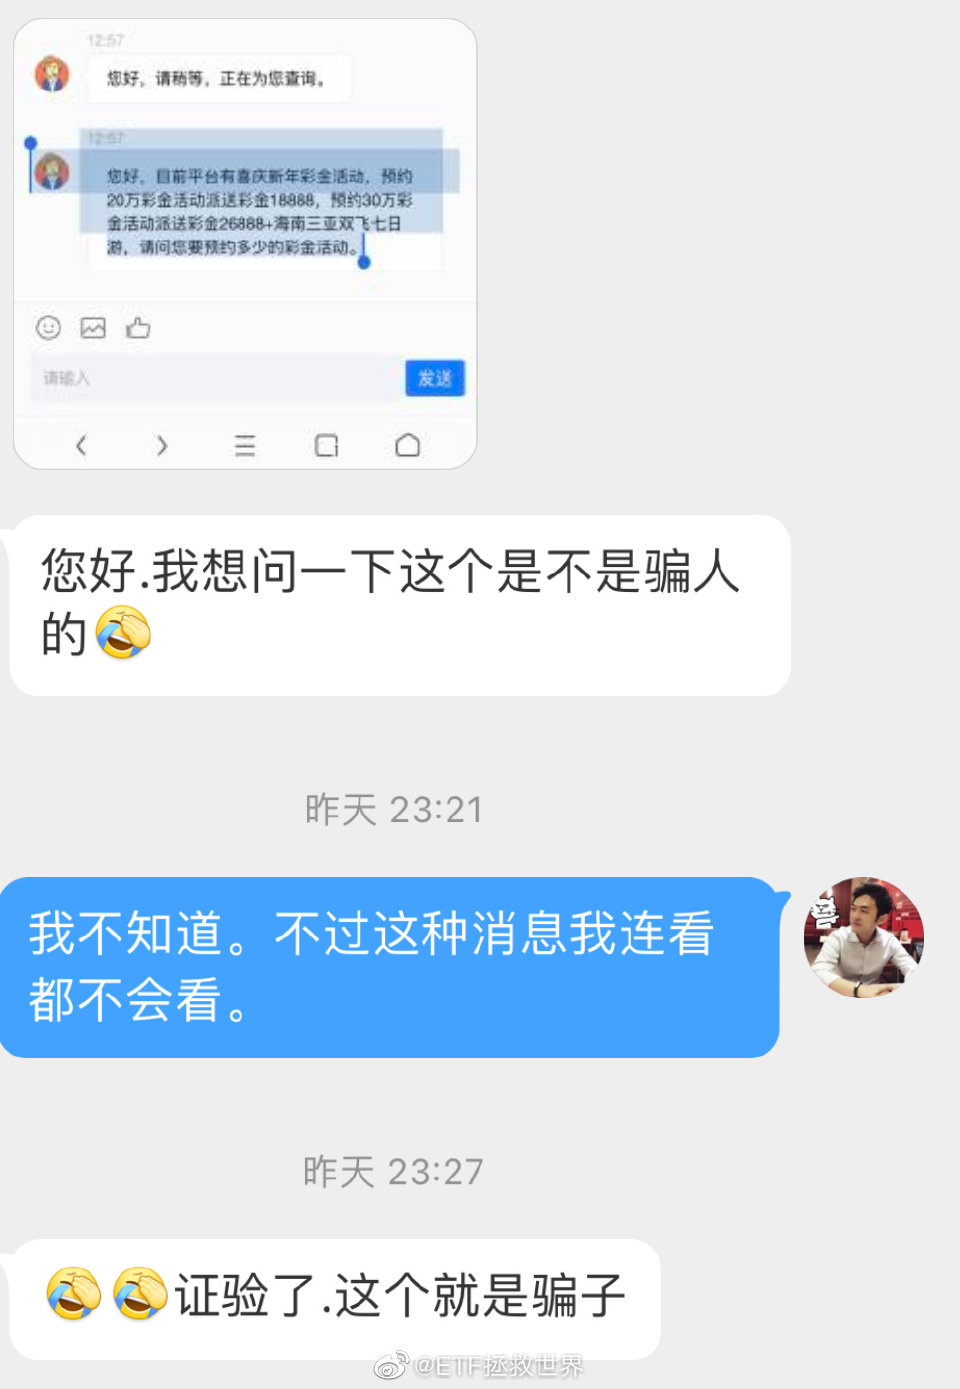 12:57
您好，请稍等，正在为您查询。
12:57
您好，目前平台有喜庆新年彩金活动，预约
20万彩金活动派送彩金18888，预约30万彩
金活动派送彩金26888+海南三亚双飞七日
游，请问您要预约多少的彩金活动。
请输入
发送
您好.我想问一下这个是不是骗人
的🤣
昨天 23:21
我不知道。不过这种消息我连看
都不会看。
昨天 23:27
🤣🤣证验了.这个就是骗子
@ETF拯救世界